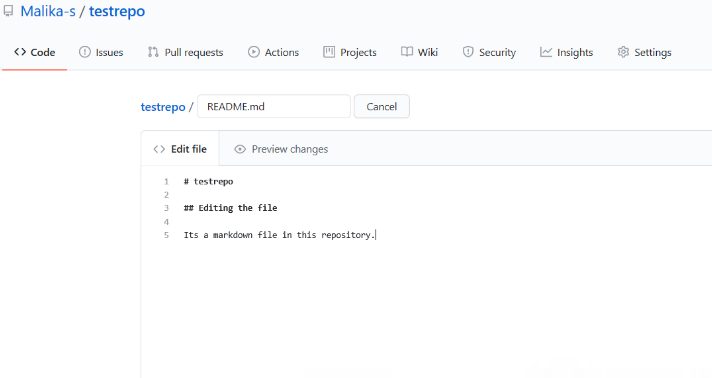 Malika-s / testrepo
<> Code Issues Pull requests Actions Projects Wiki Security Insights Settings
testrepo / README.md Cancel
<> Edit file Preview changes
1 # testrepo
2
3 ## Editing the file
4
5 Its a markdown file in this repository.